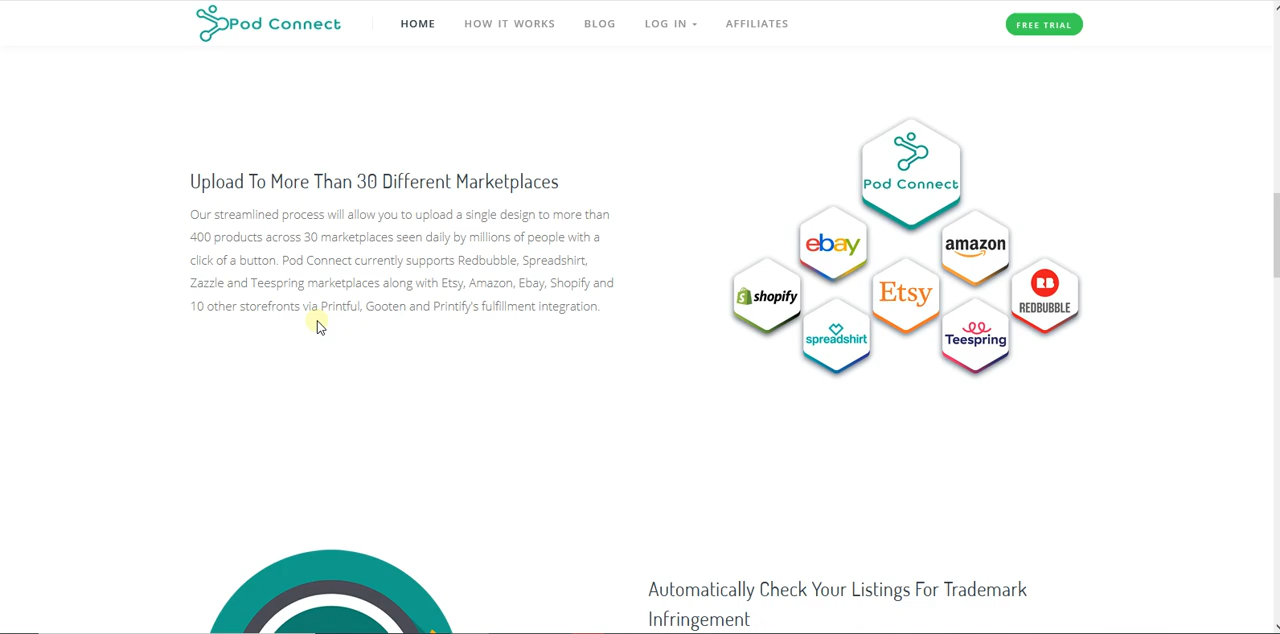 Pod Connect
HOME
HOW IT WORKS
BLOG
LOG IN
AFFILIATES
FREE TRIAL
Upload To More Than 30 Different Marketplaces
Our streamlined process will allow you to upload a single design to more than
400 products across 30 marketplaces seen daily by millions of people with a
click of a button. Pod Connect currently supports Redbubble, Spreadshirt,
Zazzle and Teespring marketpleces along with Etsy, Amazon, Ebay, Shopify and
10 other storefronts via Printful, Gooten and Printify's fulfillment integration.
Pod Connect
ebay
amazon
shopify
Etsy
RB
REDBUBBLE
spreadshirt
Teespring
Automatically Check Your Listings For Trademark
Infringement